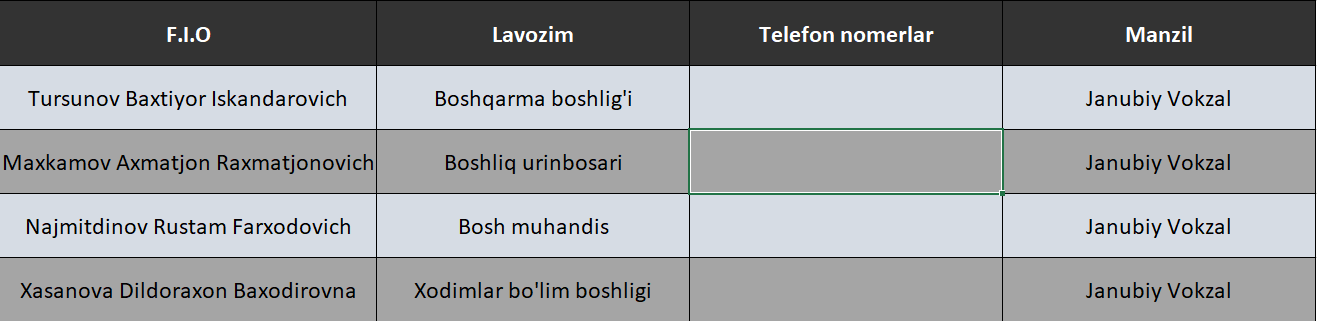 F.I.O Lavozim Telefon nomerlar Manzil
Tursunov Baxtiyor Iskandarovich Boshqarma boshlig'i Janubiy Vokzal
Maxkamov Axmatjon Raxmatjonovich Boshliq urinbosari Janubiy Vokzal
Najmitdinov Rustam Farxodovich Bosh muhandis Janubiy Vokzal
Xasanova Dildoraxon Baxodirovna Xodimlar bo'lim boshligi Janubiy Vokzal